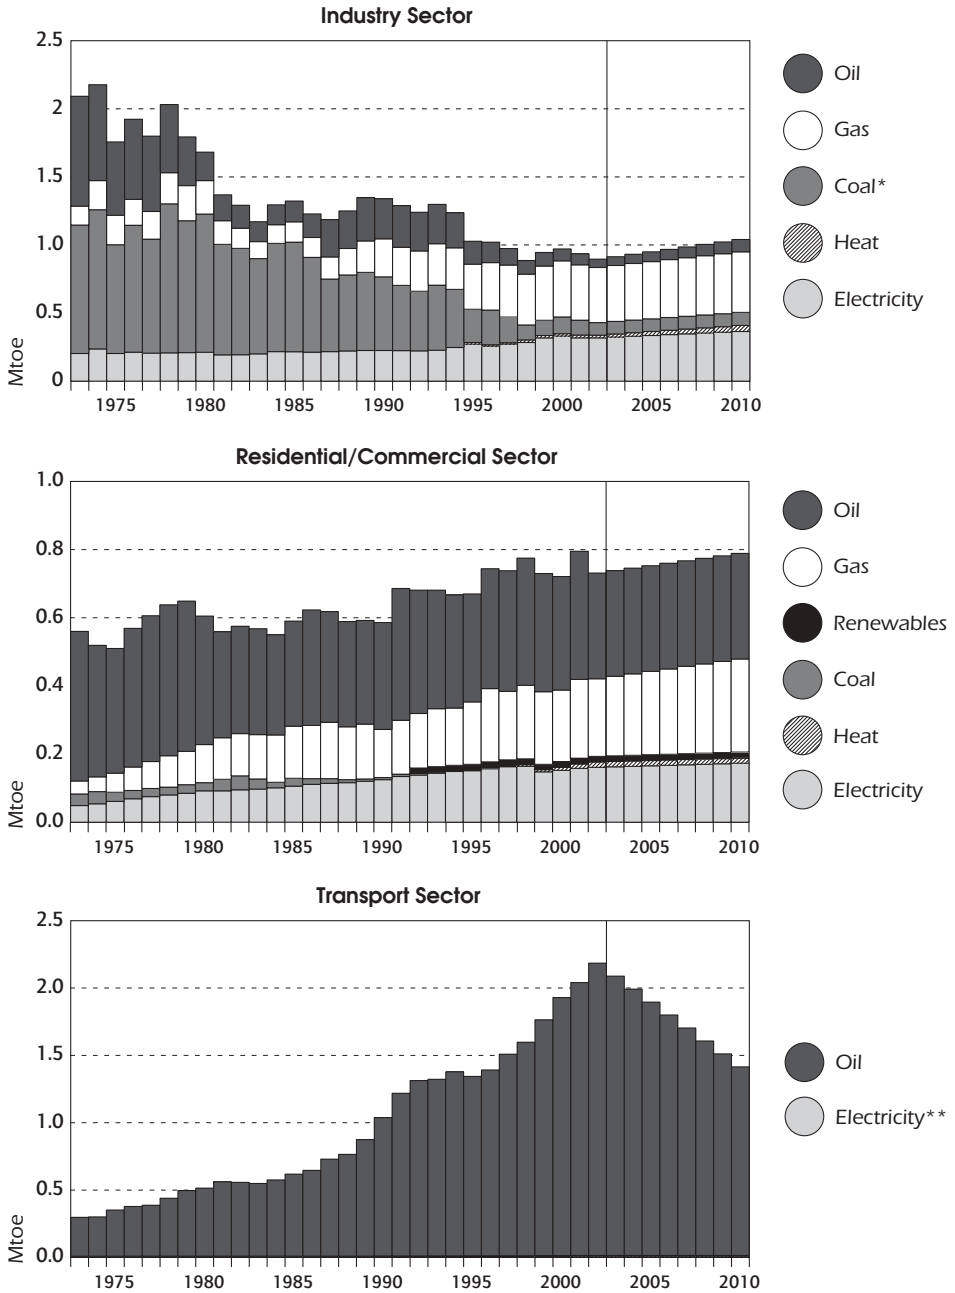 Industry Sector
2.5
2
1.5
1.0
0.5
0
Mtoe
1975 1980 1985 1990 1995 2000 2005 2010
Oil
Gas
Coal*
Heat
Electricity
Residential/Commercial Sector
1.0
0.8
0.6
0.4
0.2
0.0
Mtoe
1975 1980 1985 1990 1995 2000 2005 2010
Oil
Gas
Renewables
Coal
Heat
Electricity
Transport Sector
2.5
2.0
1.5
1.0
0.5
0.0
Mtoe
1975 1980 1985 1990 1995 2000 2005 2010
Oil
Electricity**